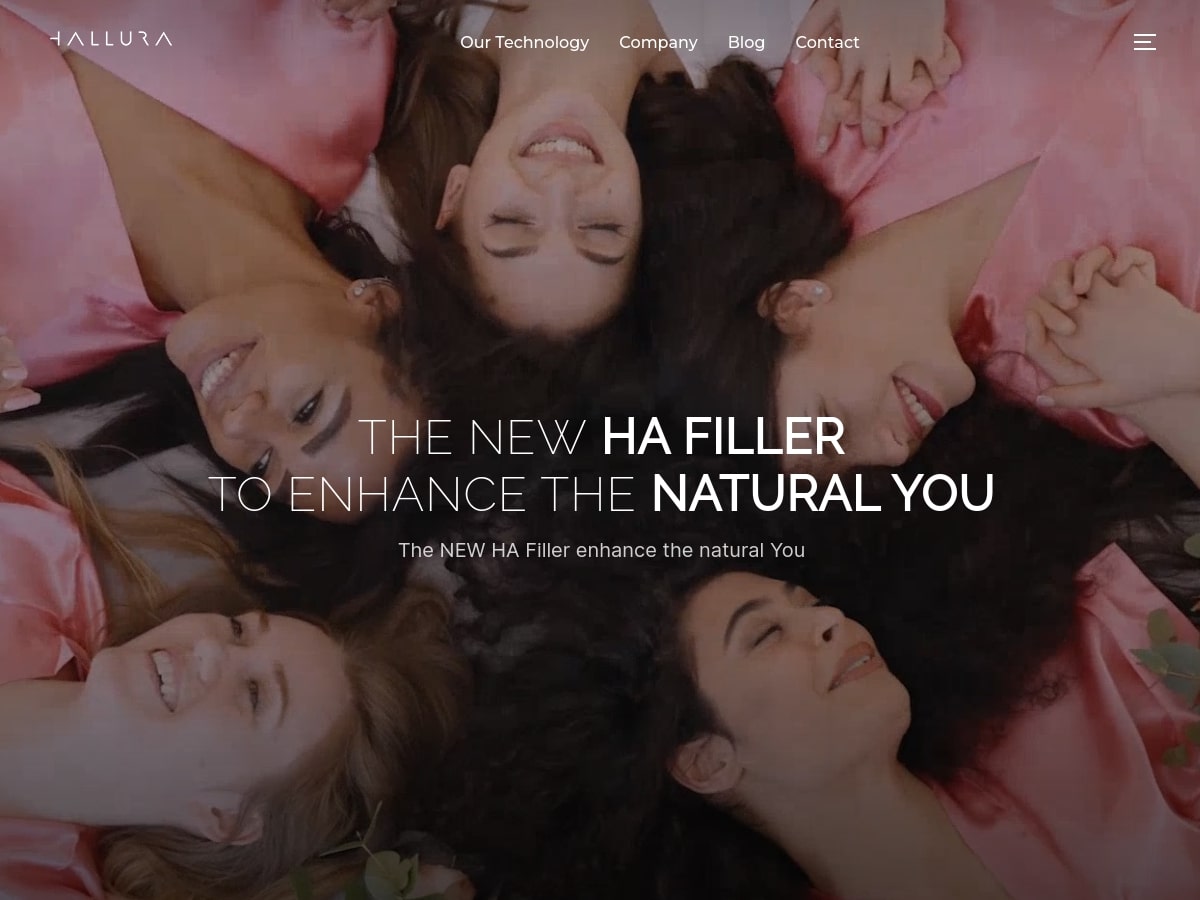 HALLURA
Our Technology Company Blog Contact
THE NEW HA FILLER
TO ENHANCE THE NATURAL YOU
The NEW HA Filler enhance the natural You